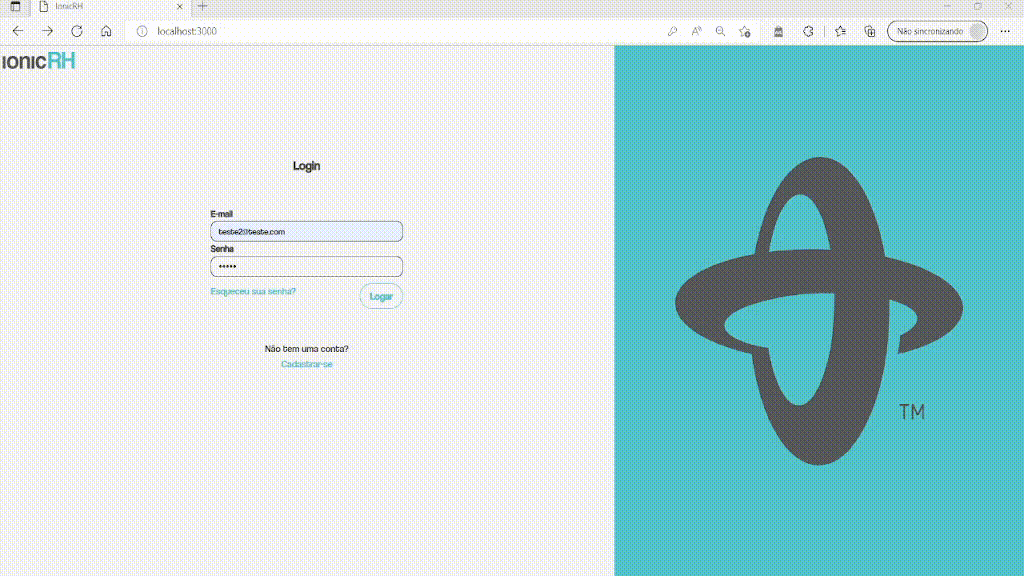 IonicRH
localhost:3000
Não sincronizando
ionicRH
Login
E-mail
teste2@teste.com
Senha
•••••
Esqueceu sua senha?
Logar
Não tem uma conta?
Cadastrar-se
TM